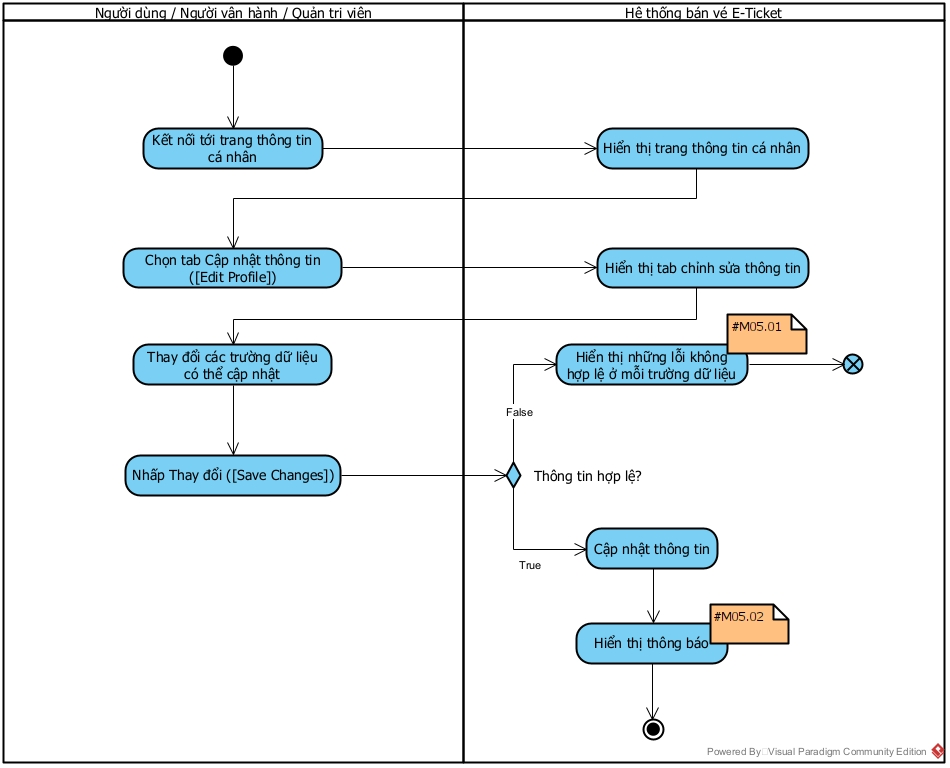 Người dùng / Người vận hành / Quản trị viên
Hệ thống bán vé E-Ticket
Kết nối tới trang thông tin
cá nhân
Hiển thị trang thông tin cá nhân
Chọn tab Cập nhật thông tin
([Edit Profile])
Hiển thị tab chỉnh sửa thông tin
#M05.01
Thay đổi các trường dữ liệu
có thể cập nhật
Hiển thị những lỗi không
hợp lệ ở mỗi trường dữ liệu
False
Nhấp Thay đổi ([Save Changes])
Thông tin hợp lệ?
Cập nhật thông tin
True
#M05.02
Hiển thị thông báo
Powered By Visual Paradigm Community Edition